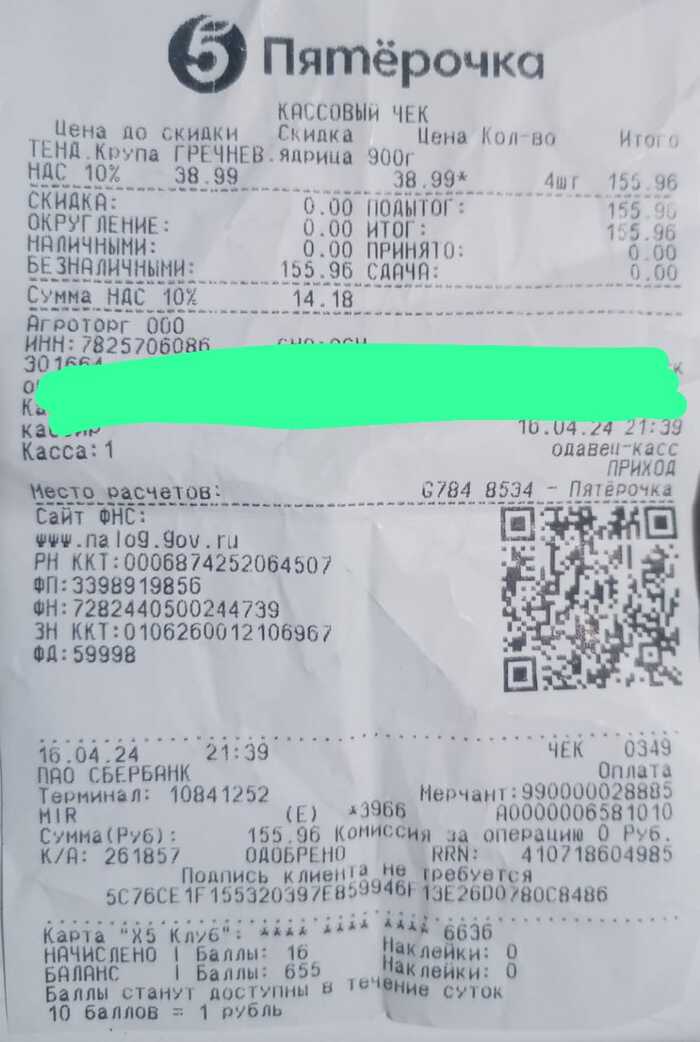 5 Пятёрочка
КАССОВЫЙ ЧЕК
Цена до скидки Скидка Цена Кол-во Итого
ТЕНД.Крупа ГРЕЧНЕВ.ядрица 900г
НДС 10% 38.99 38.99* 4шт 155.96
СКИДКА: 0.00 ПОДЫТОГ: 155.96
ОКРУГЛЕНИЕ: 0.00 ИТОГ: 155.96
НАЛИЧНЫМИ: 0.00 ПРИНЯТО: 0.00
БЕЗНАЛИЧНЫМИ: 155.96 СДАЧА: 0.00
Сумма НДС 10% 14.18
Агроторг ООО
ИНН:7825706086
301664
кассир 16.04.24 21:39
Касса:1 одавец-касс
ПРИХОД
Место расчетов: G784 8534 - Пятёрочка
Сайт ФНС:
www.nalog.gov.ru
РН ККТ:0006874252064507
ФП:3398919856
ФН:7282440500244739
ЗН ККТ:0106260012106967
ФД:59998
16.04.24 21:39 ЧЕК 0349
ПАО СБЕРБАНК Оплата
Терминал: 10841252 Мерчант:990000028885
MIR (E) *3966 A0000006581010
Сумма(Руб): 155.96 Комиссия за операцию 0 Руб.
К/А: 261857 ОДОБРЕНО RRN: 410718604985
Подпись клиента не требуется
5C76CE1F155320397E859946F13E26D0780C8486
Карта "X5 Клуб": **** **** **** 6636
НАЧИСЛЕНО | Баллы: 16 Наклейки: 0
БАЛАНС | Баллы: 655 Наклейки: 0
Баллы станут доступны в течение суток
10 баллов = 1 рубль